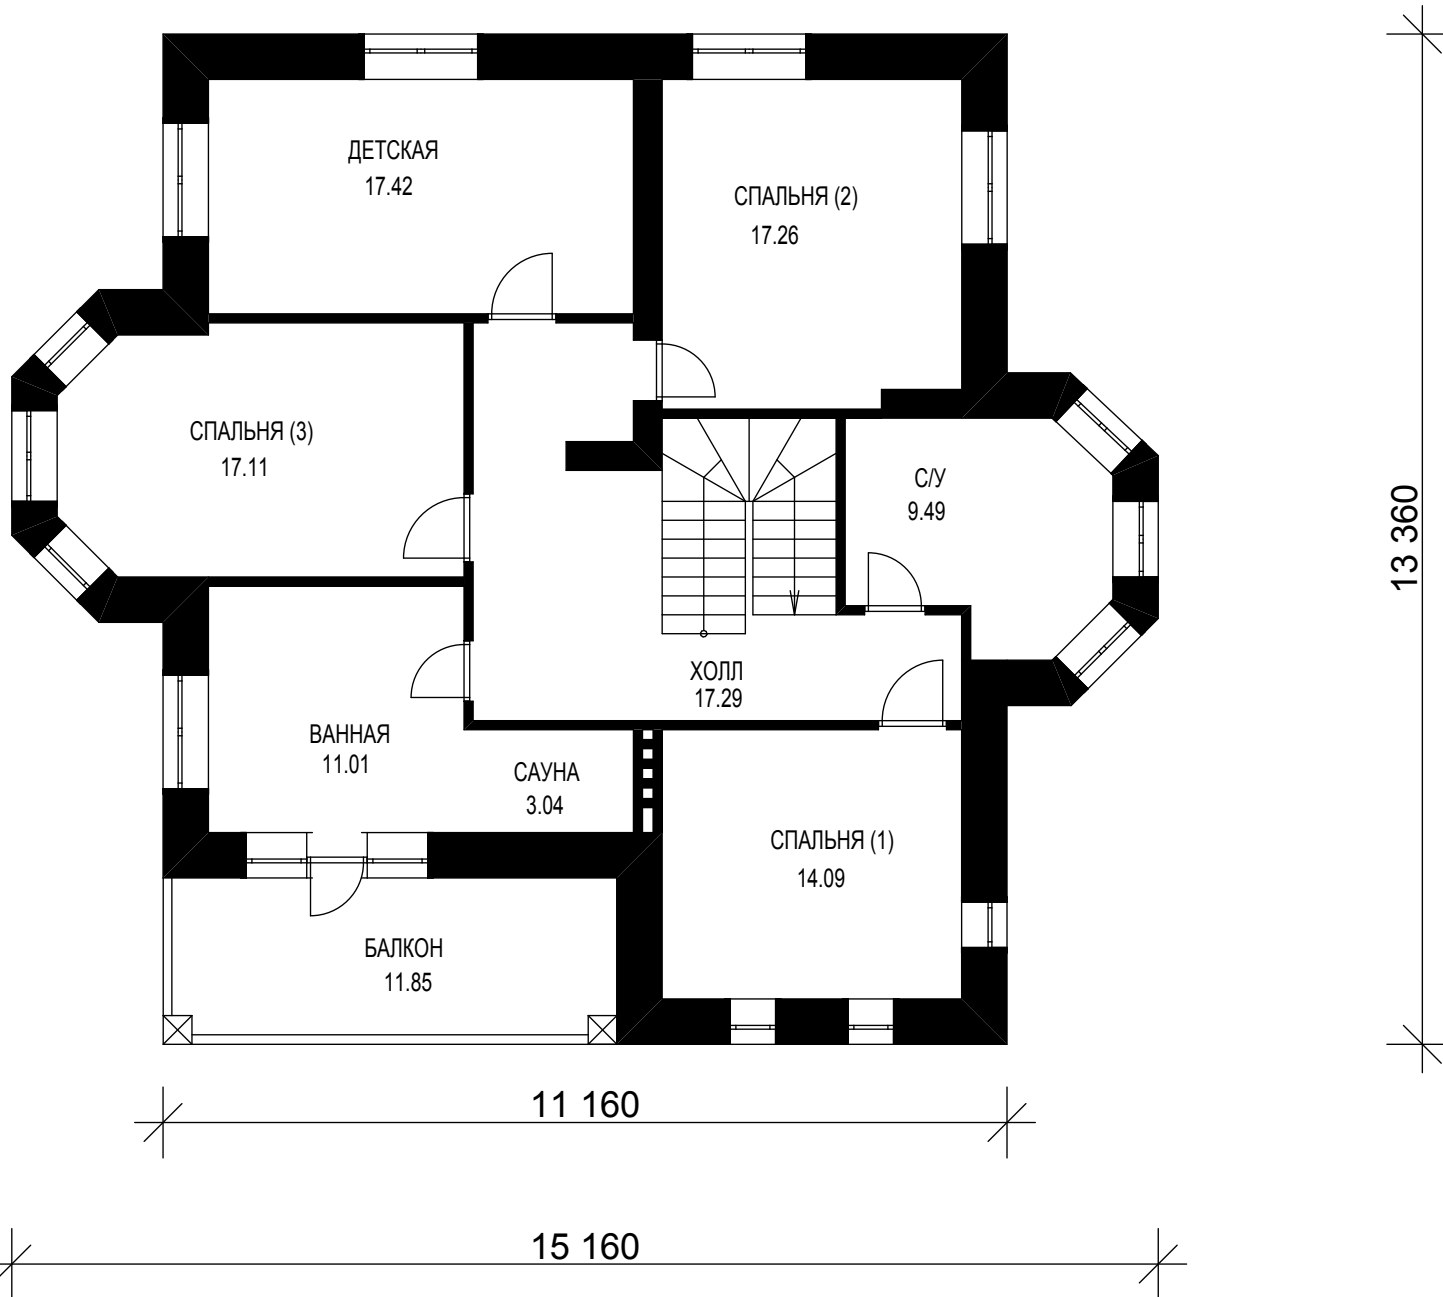 ДЕТСКАЯ
17.42
СПАЛЬНЯ (2)
17.26
СПАЛЬНЯ (3)
17.11
С/У
9.49
13 360
ХОЛЛ
17.29
ВАННАЯ
11.01
САУНА
3.04
СПАЛЬНЯ (1)
14.09
БАЛКОН
11.85
11 160
15 160